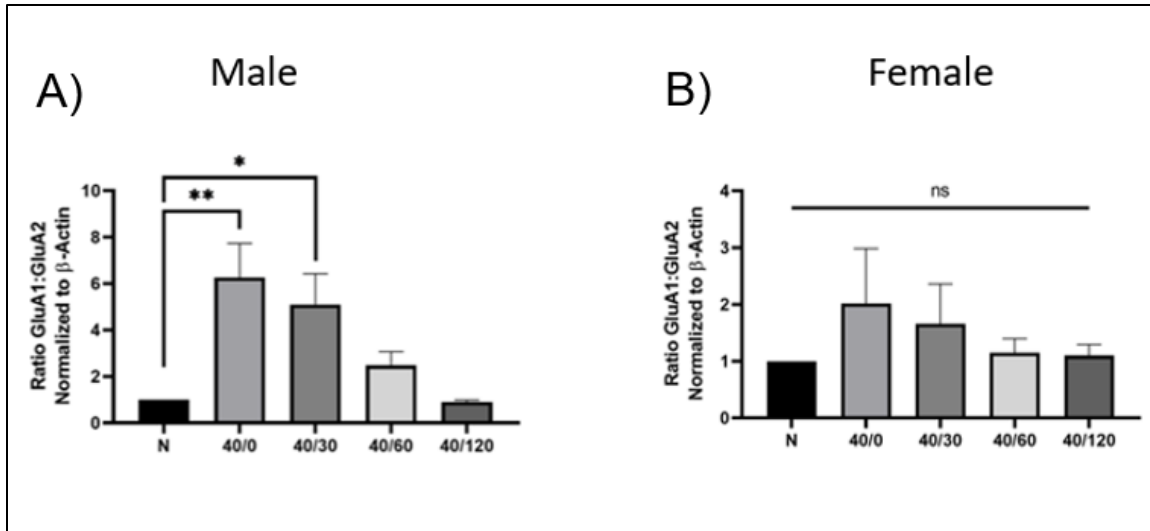 A)
Male
Ratio GluA1:GluA2
Normalized to β-Actin
10
8
6
4
2
0
*
**
N 40/0 40/30 40/60 40/120
B)
Female
Ratio GluA1:GluA2
Normalized to β-Actin
4
3
2
1
0
ns
N 40/0 40/30 40/60 40/120